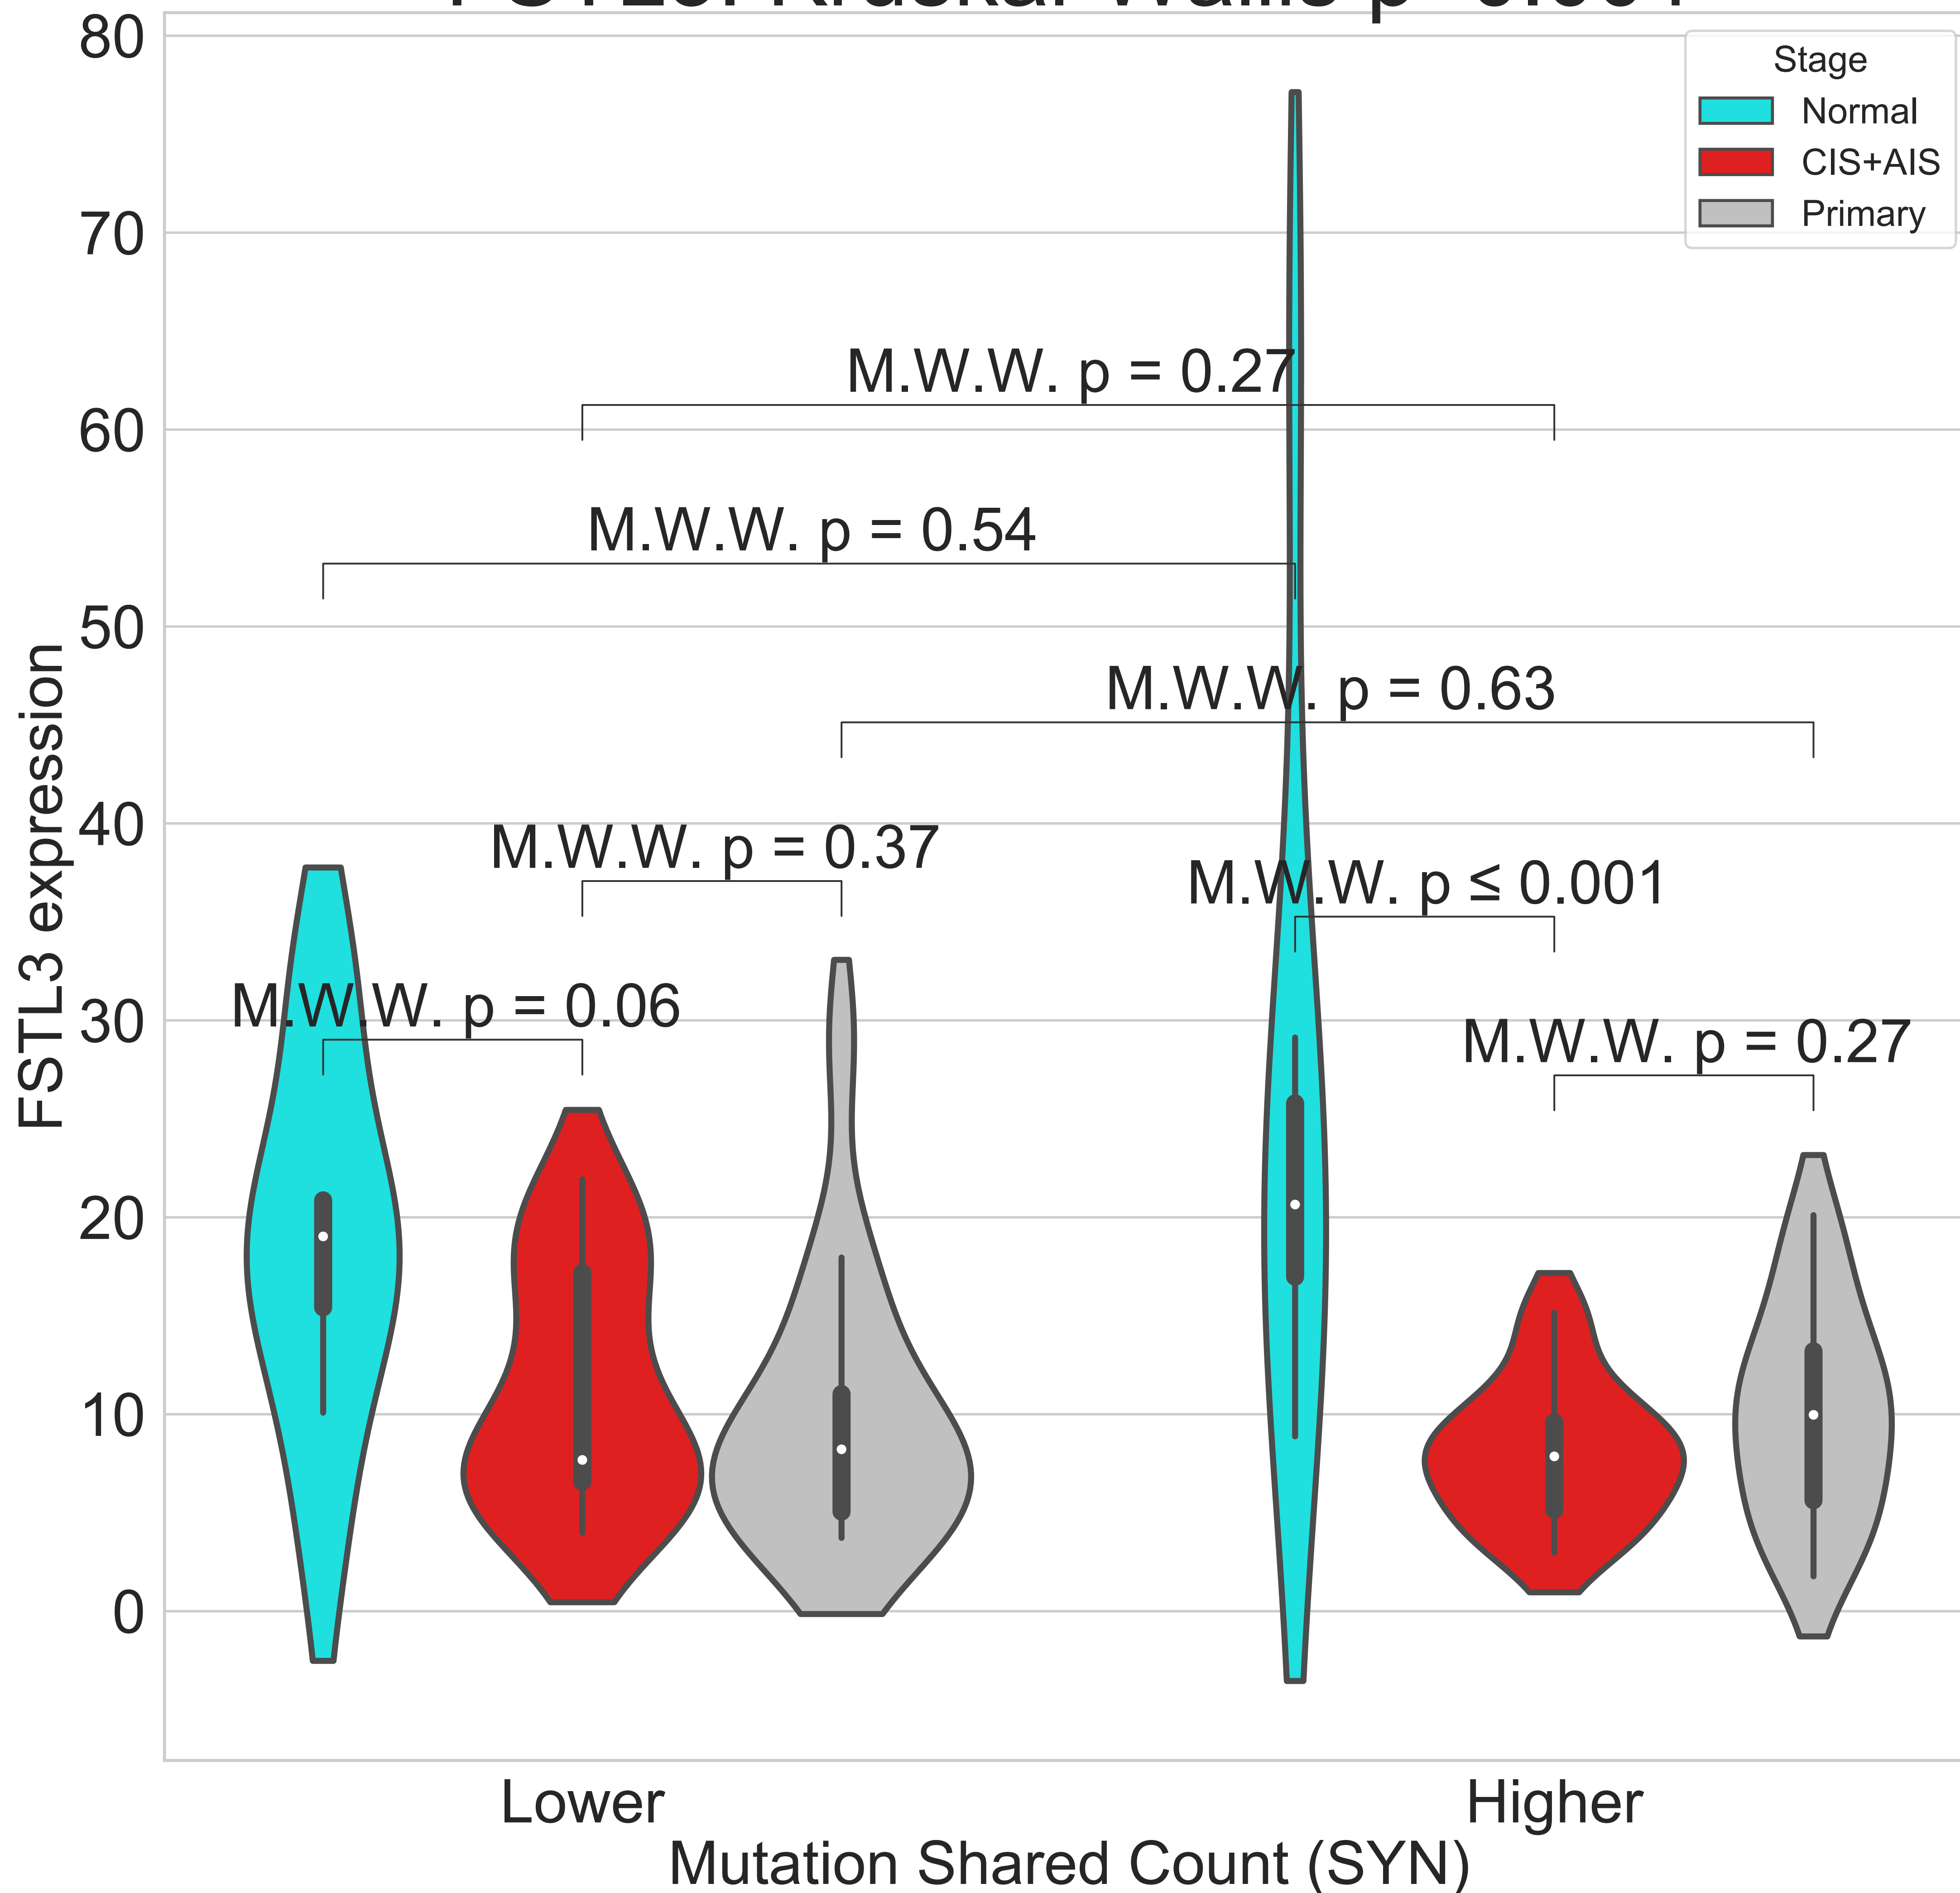 80
70
60
50
40
30
20
10
0
FSTL3 expression
Stage
Normal
CIS+AIS
Primary
M.W.W. p = 0.27
M.W.W. p = 0.54
M.W.W. p = 0.63
M.W.W. p = 0.37
M.W.W. p ≤ 0.001
M.W.W. p = 0.06
M.W.W. p = 0.27
Lower
Higher
Mutation Shared Count (SYN)